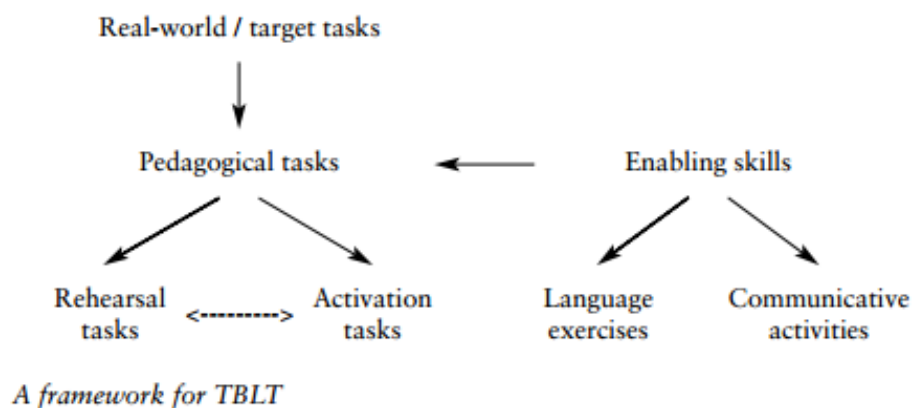 Real-world / target tasks
Pedagogical tasks
Enabling skills
Rehearsal
tasks
Activation
tasks
Language
exercises
Communicative
activities
A framework for TBLT